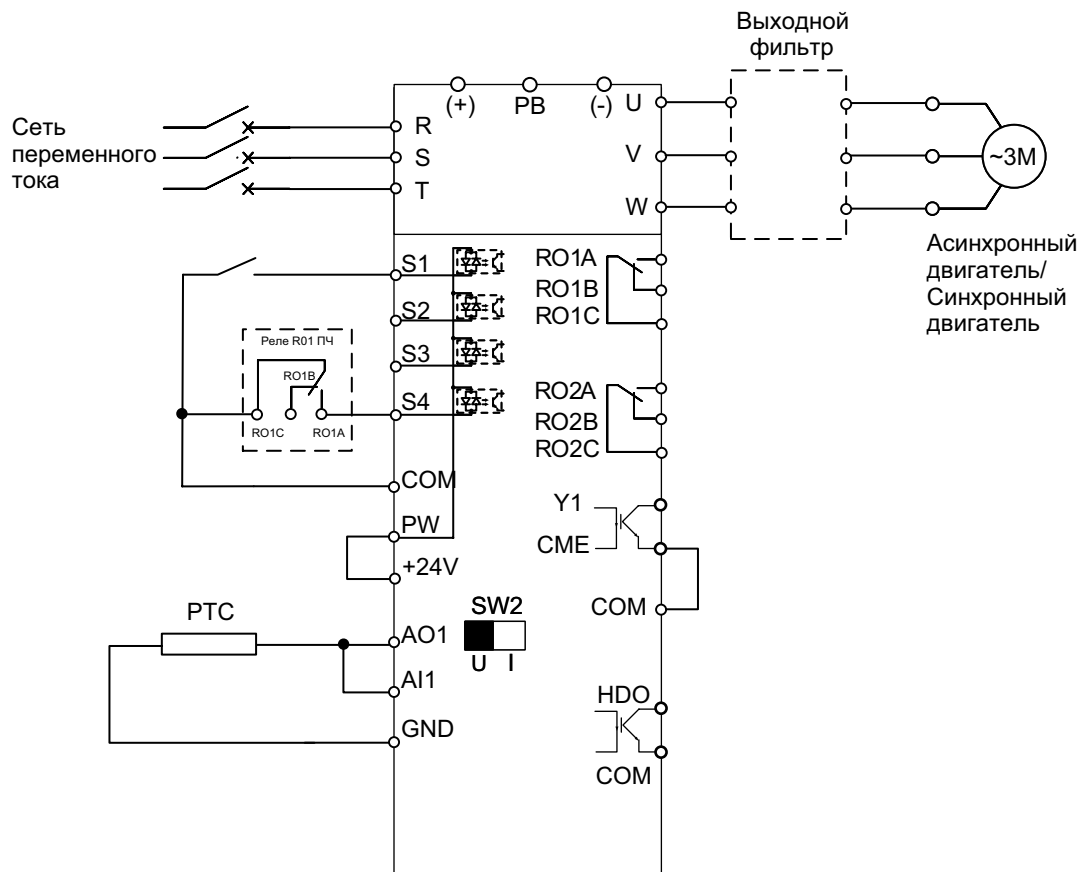 Выходной
фильтр
(+)
PB
(-)
U
V
W
R
S
T
Сеть
переменного
тока
~3M
Асинхронный
двигатель/
Синхронный
двигатель
S1
S2
S3
S4
Реле R01 ПЧ
RO1B
RO1C
RO1A
COM
PW
+24V
RO1A
RO1B
RO1C
RO2A
RO2B
RO2C
Y1
CME
COM
PTC
AO1
AI1
GND
SW2
U I
HDO
COM